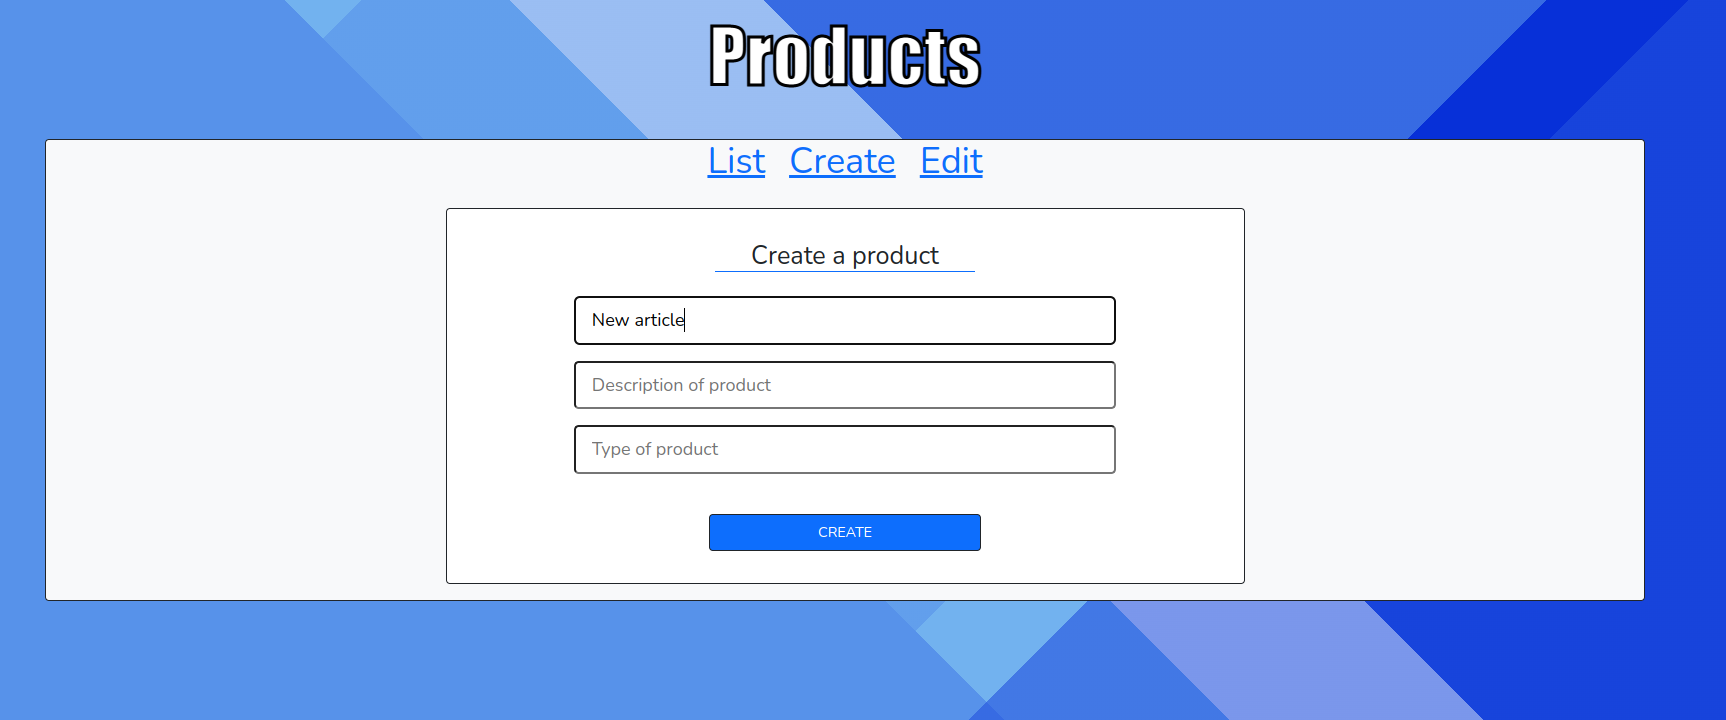 Products
List Create Edit
Create a product
New article
Description of product
Type of product
CREATE